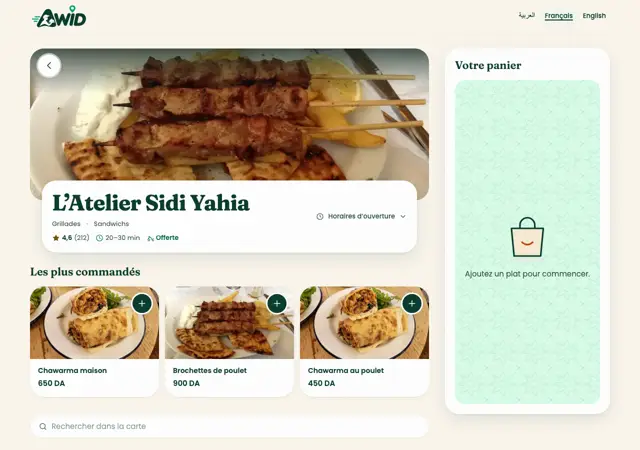 AWID
العربية
Français
English
L’Atelier Sidi Yahia
Grillades · Sandwichs
4,6 (212) 20–30 min Offerte
Horaires d’ouverture
Les plus commandés
Chawarma maison
650 DA
Brochettes de poulet
900 DA
Chawarma au poulet
450 DA
Rechercher dans la carte
Votre panier
Ajoutez un plat pour commencer.